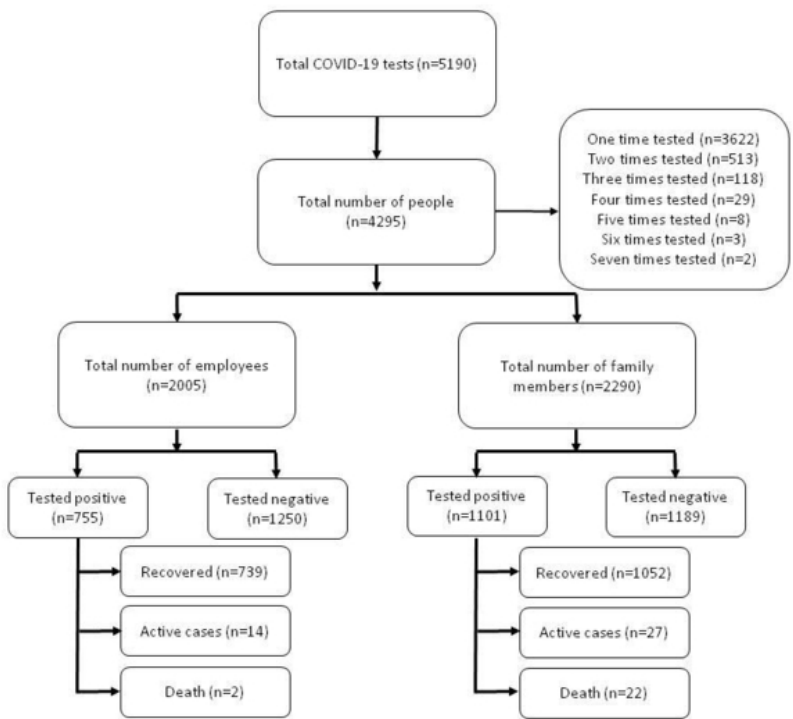 Total COVID-19 tests (n=5190)
One time tested (n=3622)
Two times tested (n=513)
Three times tested (n=118)
Four times tested (n=29)
Five times tested (n=8)
Six times tested (n=3)
Seven times tested (n=2)
Total number of people
(n=4295)
Total number of employees
(n=2005)
Total number of family
members (n=2290)
Tested positive
(n=755)
Tested negative
(n=1250)
Tested positive
(n=1101)
Tested negative
(n=1189)
Recovered (n=739)
Active cases (n=14)
Death (n=2)
Recovered (n=1052)
Active cases (n=27)
Death (n=22)